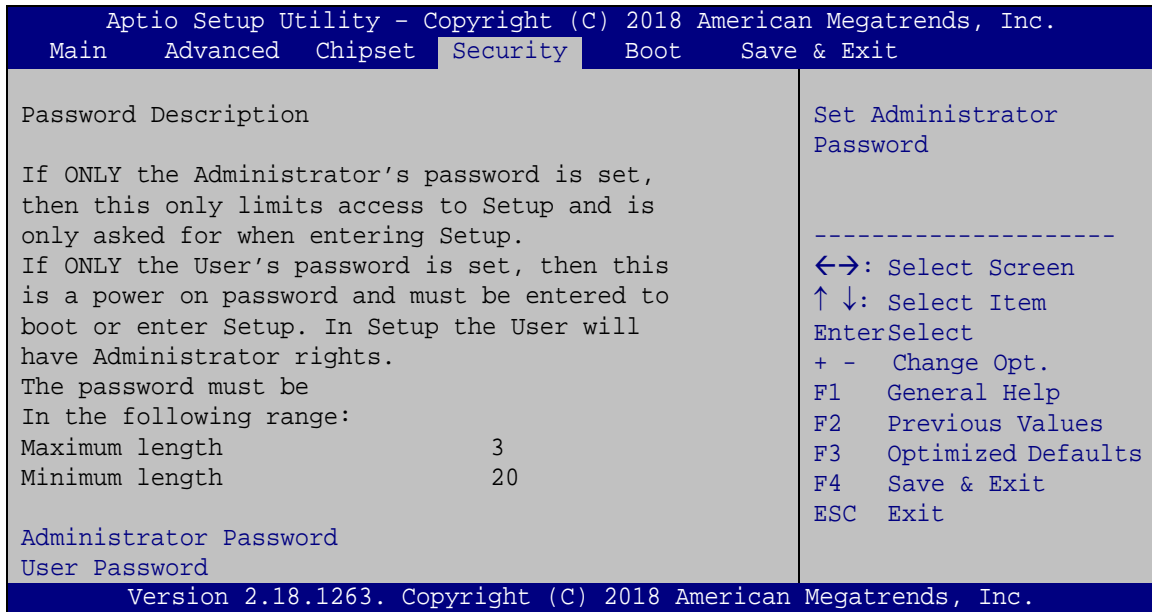 Aptio Setup Utility – Copyright (C) 2018 American Megatrends, Inc.
Main Advanced Chipset Security Boot Save & Exit
Password Description
If ONLY the Administrator’s password is set,
then this only limits access to Setup and is
only asked for when entering Setup.
If ONLY the User’s password is set, then this
is a power on password and must be entered to
boot or enter Setup. In Setup the User will
have Administrator rights.
The password must be
In the following range:
Maximum length 3
Minimum length 20
Administrator Password
User Password
Set Administrator
Password
---------------------
←→: Select Screen
↑ ↓: Select Item
EnterSelect
+ - Change Opt.
F1 General Help
F2 Previous Values
F3 Optimized Defaults
F4 Save & Exit
ESC Exit
Version 2.18.1263. Copyright (C) 2018 American Megatrends, Inc.